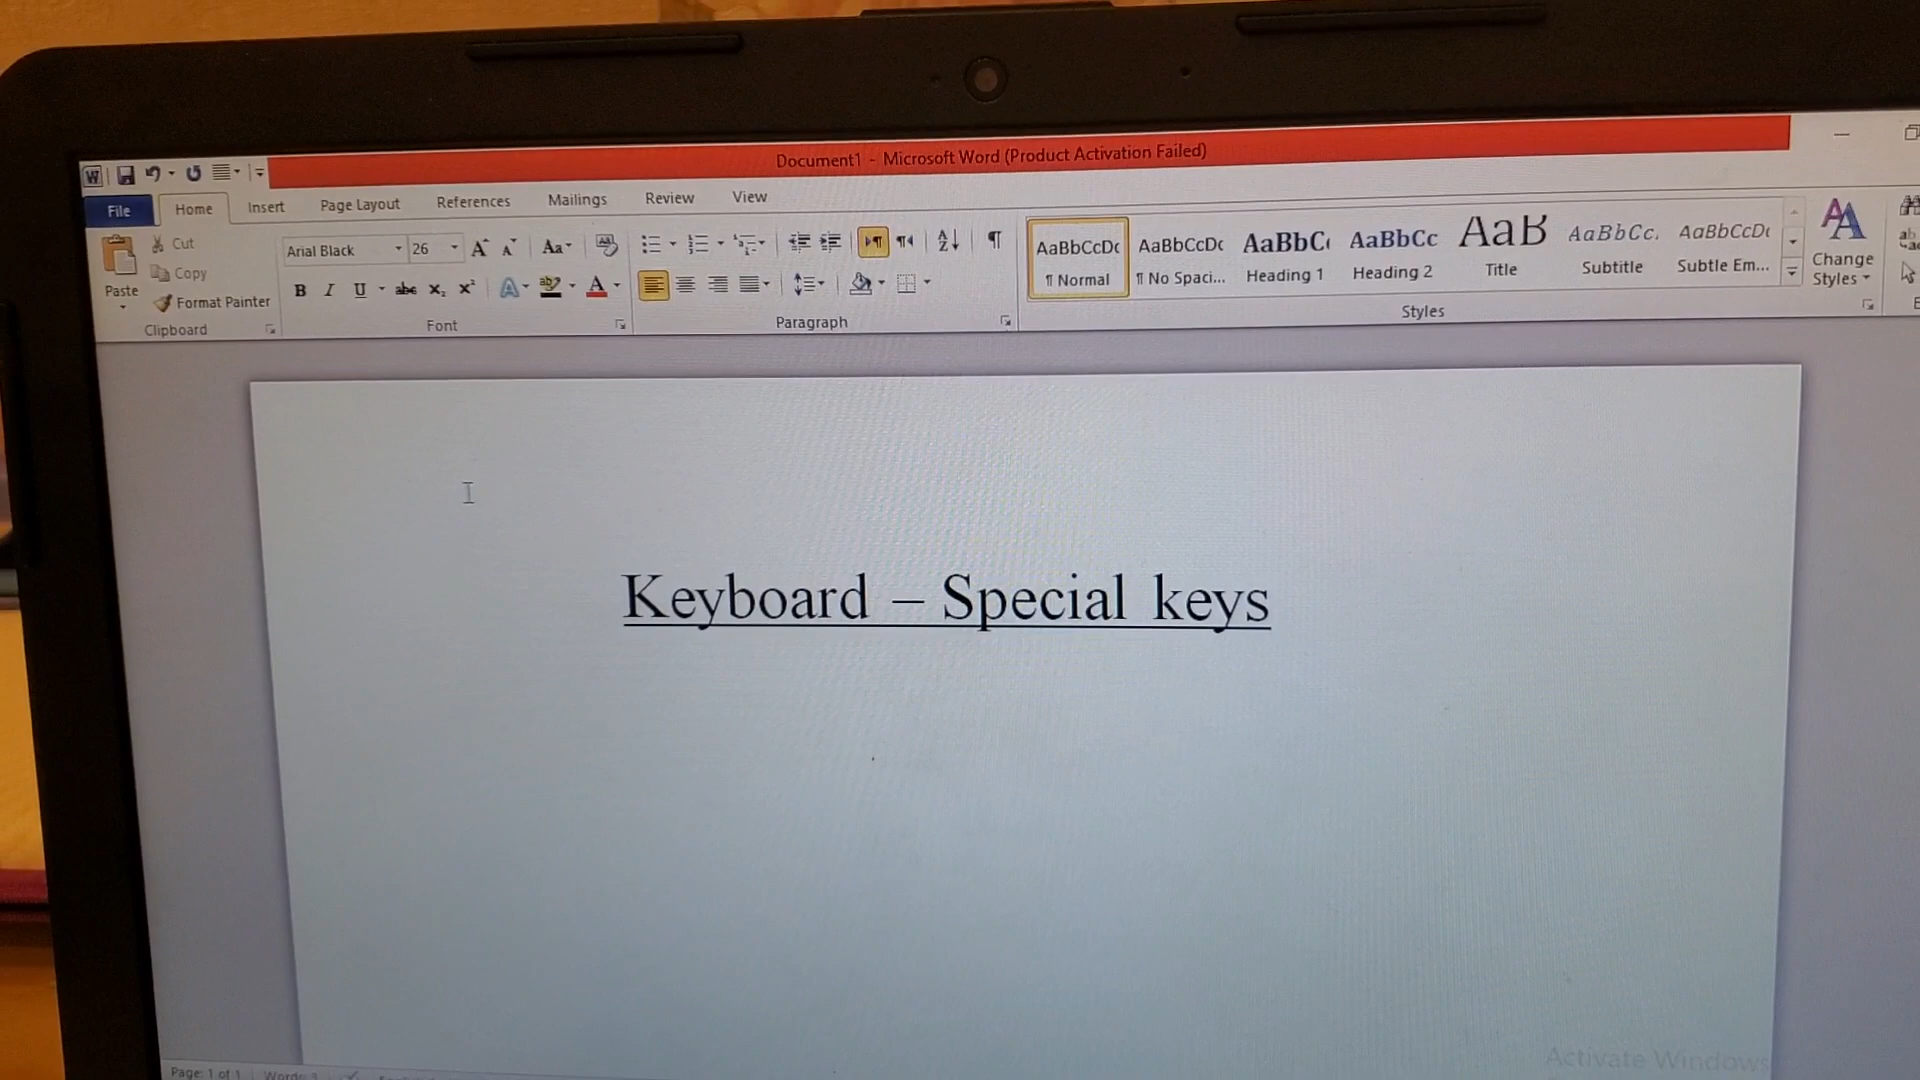 Document1 - Microsoft Word (Product Activation Failed)
File Home Insert Page Layout References Mailings Review View
Paste
Cut
Copy
Format Painter
Clipboard
Arial Black 26
Font
Paragraph
AaBbCcDc AaBbCcDc AaBbC AaBbCc AaB AaBbCc. AaBbCcDc
¶ Normal ¶ No Spaci... Heading 1 Heading 2 Title Subtitle Subtle Em...
Styles
Change Styles
Keyboard – Special keys
Activate Windows
Page: 1 of 1 Words: 3